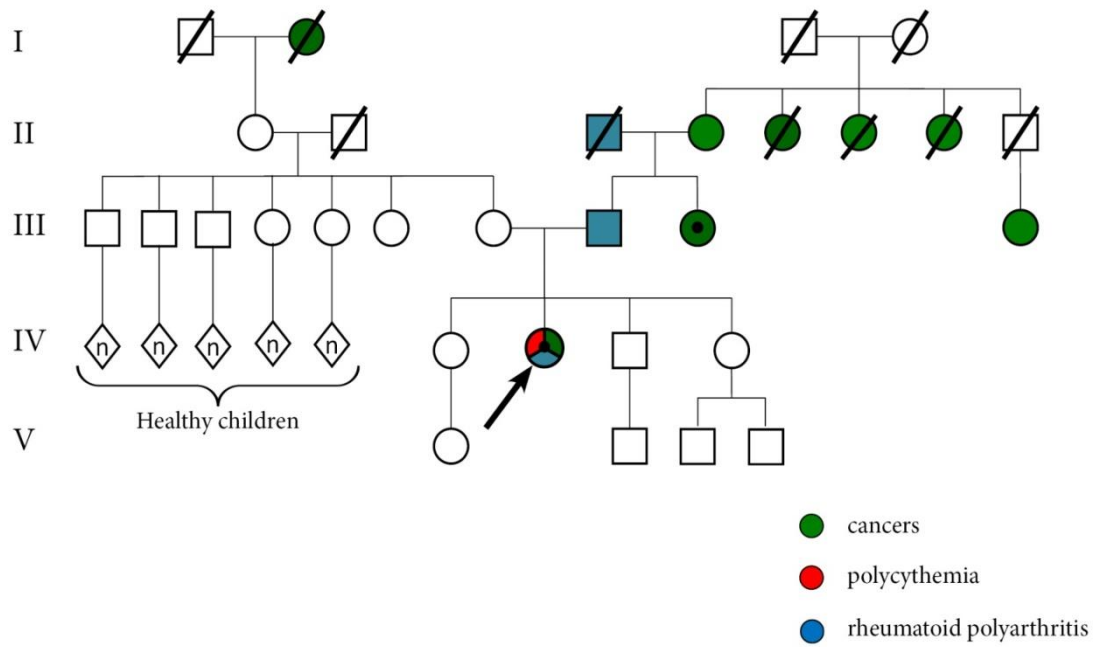 I
II
III
IV
n n n n n
Healthy children
V
cancers
polycythemia
rheumatoid polyarthritis